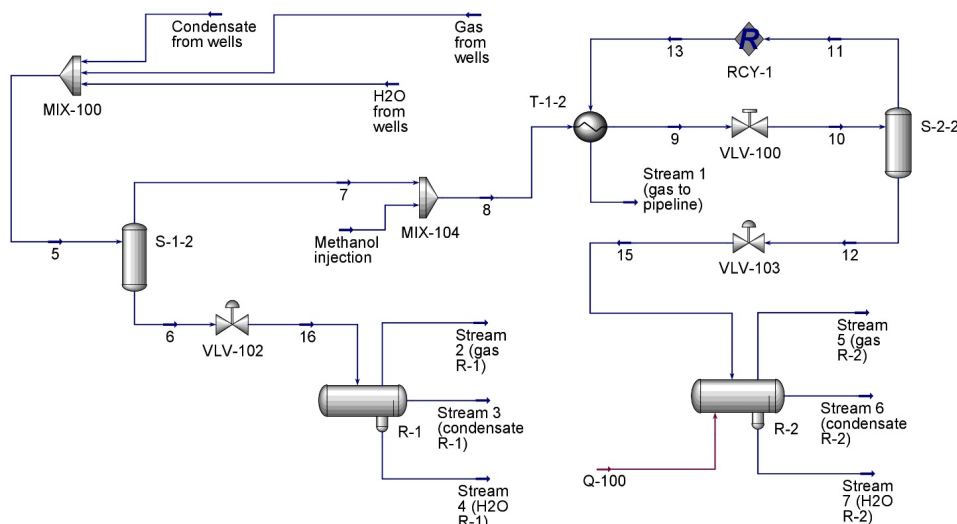 Condensate
from wells
Gas
from
wells
H2O
from
wells
MIX-100
13
R
RCY-1
11
T-1-2
9
VLV-100
10
S-2-2
Stream 1
(gas to
pipeline)
7
8
MIX-104
Methanol
injection
5
S-1-2
15
VLV-103
12
6
VLV-102
16
Stream
2 (gas
R-1)
R-1
Stream 3
(condensate
R-1)
Stream
4 (H2O
R-1)
Stream
5 (gas
R-2)
R-2
Stream 6
(condensate
R-2)
Q-100
Stream
7 (H2O
R-2)